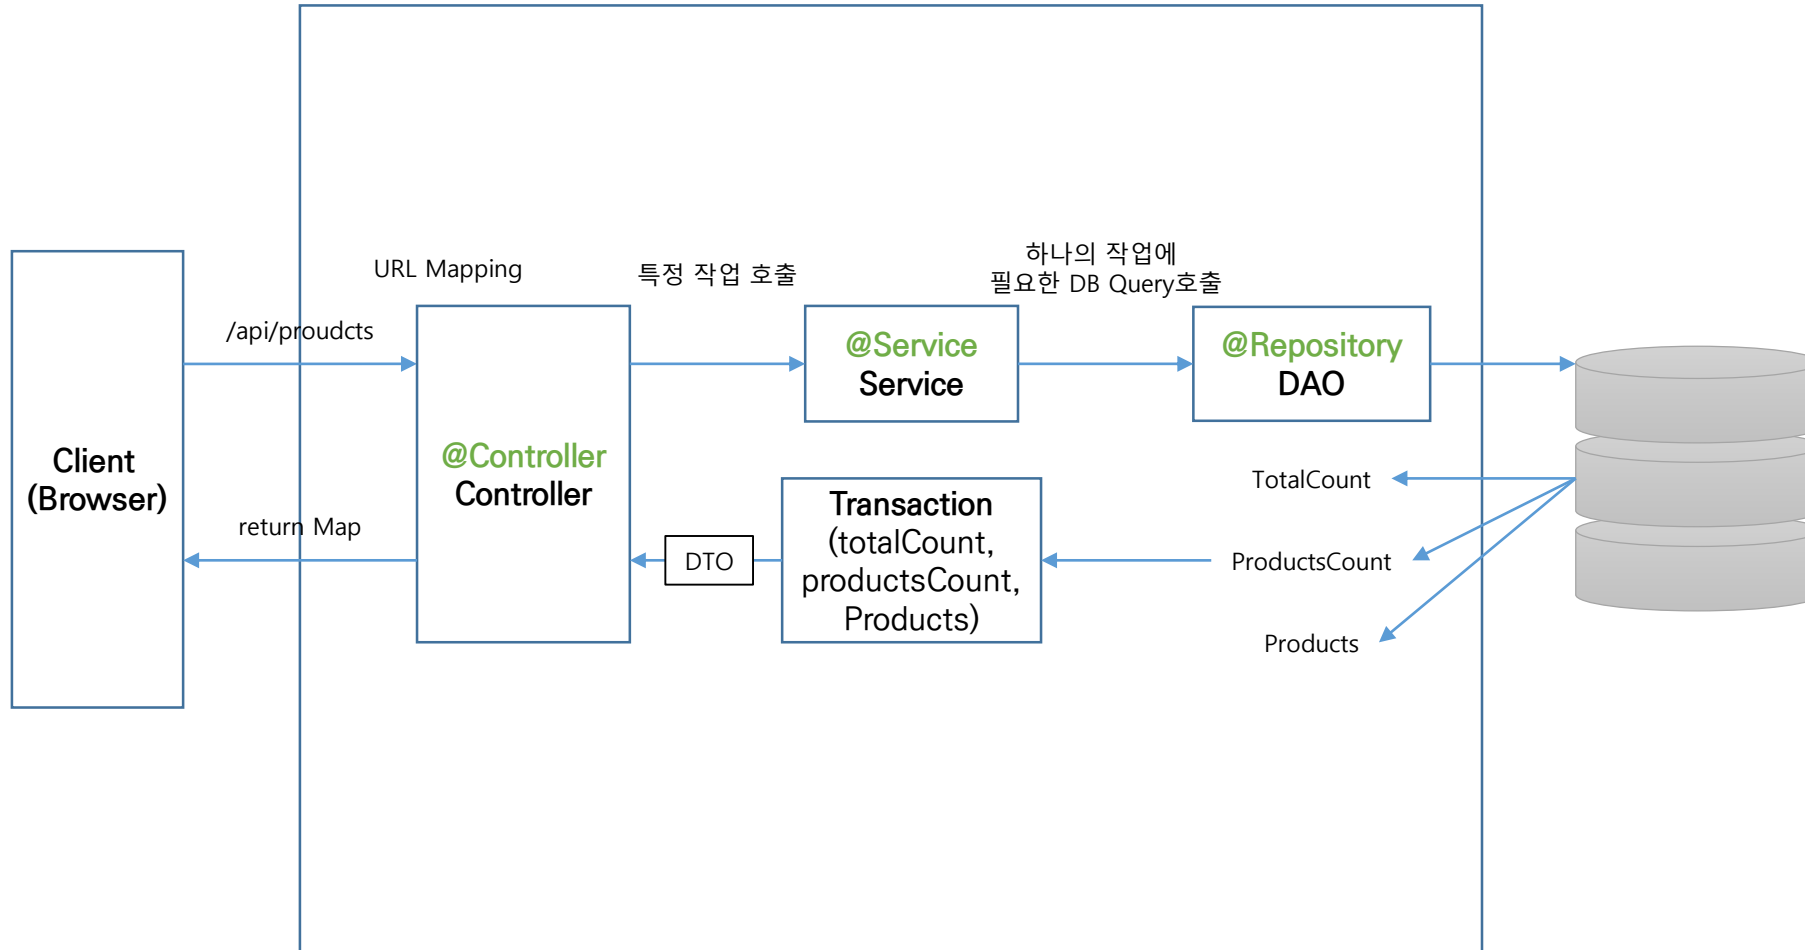 URL Mapping
특정 작업 호출
하나의 작업에
필요한 DB Query호출
/api/proudcts
@Service
Service
@Repository
DAO
Client
(Browser)
@Controller
Controller
return Map
DTO
Transaction
(totalCount,
productsCount,
Products)
TotalCount
ProductsCount
Products